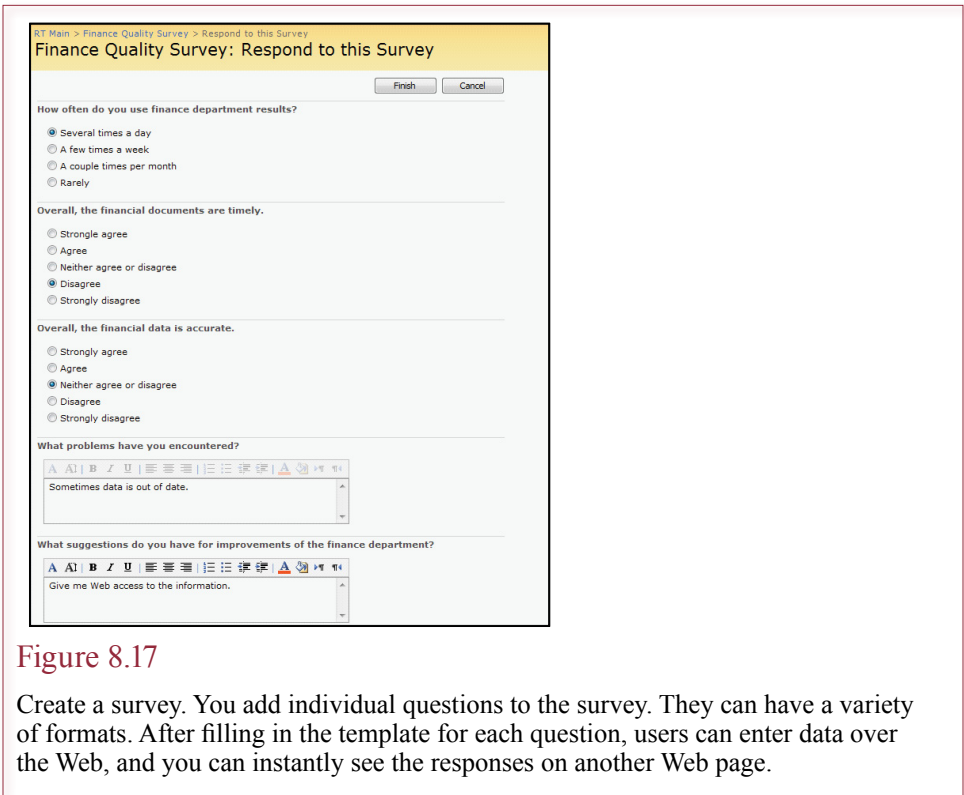 RT Main > Finance Quality Survey > Respond to this Survey
Finance Quality Survey: Respond to this Survey
Finish Cancel
How often do you use finance department results?
Several times a day
A few times a week
A couple times per month
Rarely
Overall, the financial documents are timely.
Strongle agree
Agree
Neither agree or disagree
Disagree
Strongly disagree
Overall, the financial data is accurate.
Strongly agree
Agree
Neither agree or disagree
Disagree
Strongly disagree
What problems have you encountered?
A A B I U A
Sometimes data is out of date.
What suggestions do you have for improvements of the finance department?
A A B I U A
Give me Web access to the information.
Figure 8.17
Create a survey. You add individual questions to the survey. They can have a variety
of formats. After filling in the template for each question, users can enter data over
the Web, and you can instantly see the responses on another Web page.